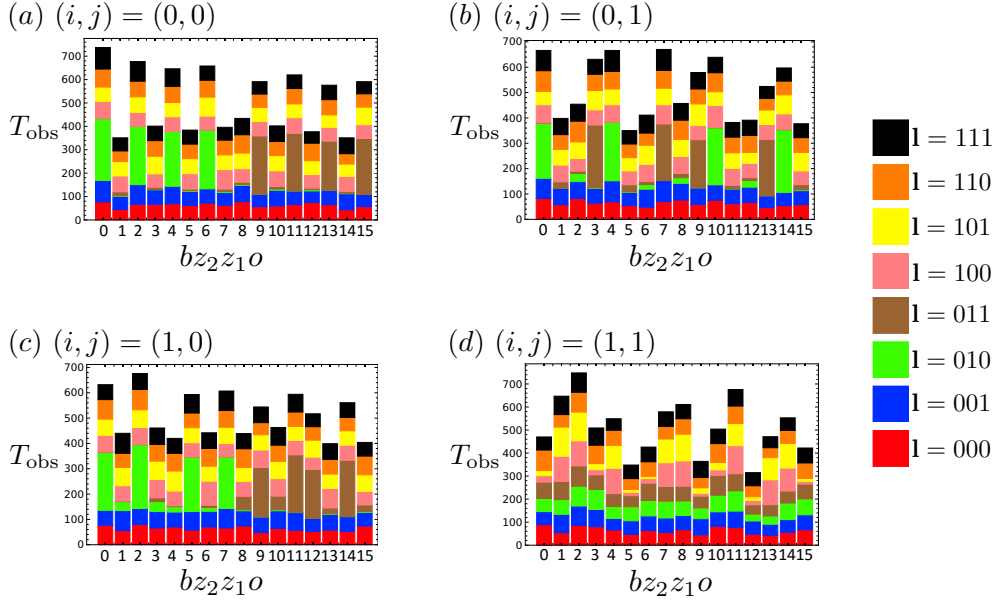 (a) (i, j) = (0, 0)
700
600
500
400
300
200
100
0
T_obs
0 1 2 3 4 5 6 7 8 9 10 11 12 13 14 15
bz₂z₁o
(b) (i, j) = (0, 1)
700
600
500
400
300
200
100
0
T_obs
0 1 2 3 4 5 6 7 8 9 10 11 12 13 14 15
bz₂z₁o
l = 111
l = 110
l = 101
l = 100
l = 011
l = 010
l = 001
l = 000
(c) (i, j) = (1, 0)
700
600
500
400
300
200
100
0
T_obs
0 1 2 3 4 5 6 7 8 9 10 11 12 13 14 15
bz₂z₁o
(d) (i, j) = (1, 1)
700
600
500
400
300
200
100
0
T_obs
0 1 2 3 4 5 6 7 8 9 10 11 12 13 14 15
bz₂z₁o